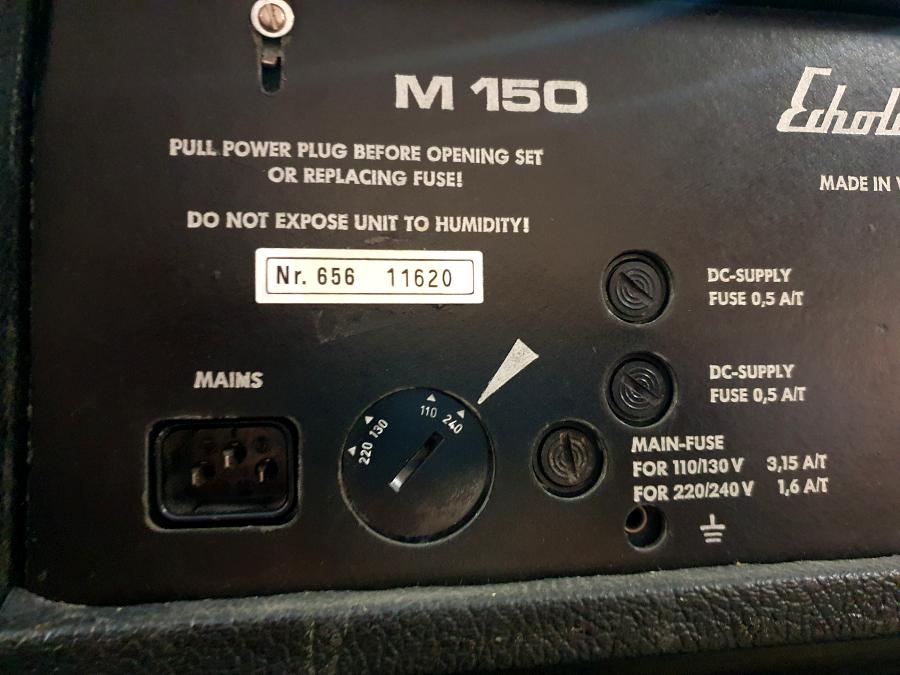 M 150
PULL POWER PLUG BEFORE OPENING SET
OR REPLACING FUSE!
DO NOT EXPOSE UNIT TO HUMIDITY!
Nr. 656 11620
MADE IN
DC-SUPPLY
FUSE 0,5 A/T
DC-SUPPLY
FUSE 0,5 A/T
MAINS
220
130
110
240
MAIN-FUSE
FOR 110/130 V 3,15 A/T
FOR 220/240 V 1,6 A/T